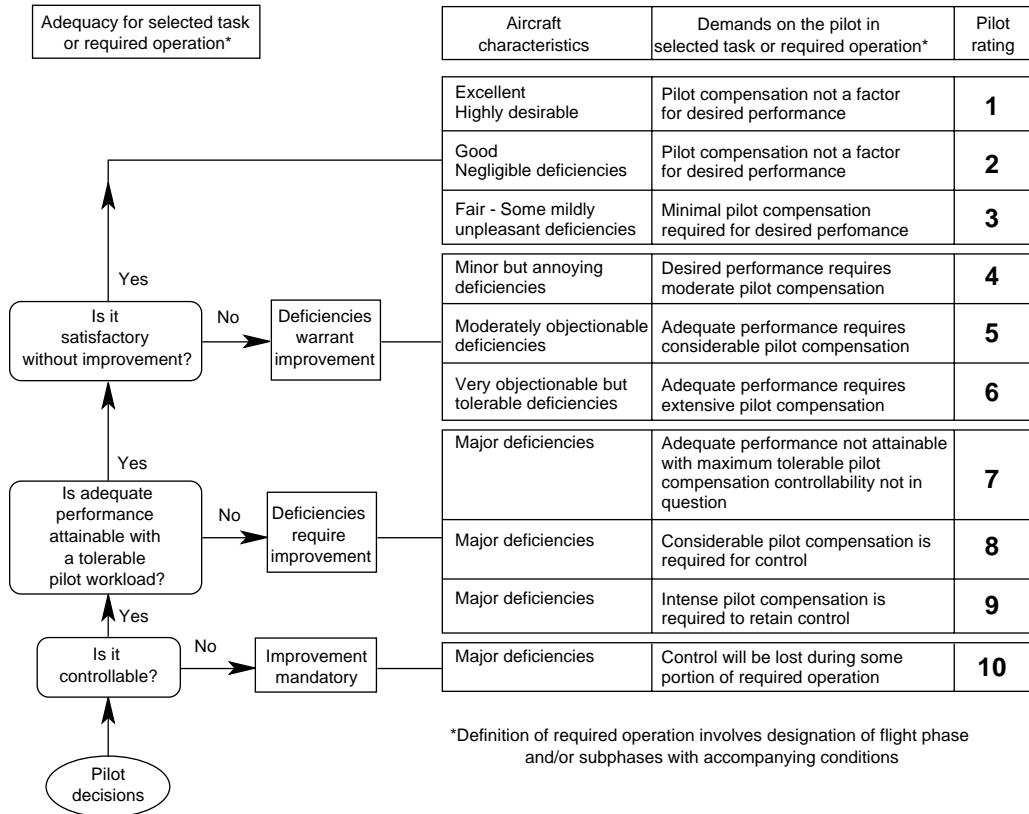 Adequacy for selected task
or required operation*
Aircraft
characteristics
Demands on the pilot in
selected task or required operation*
Pilot
rating
Excellent
Highly desirable
Pilot compensation not a factor
for desired performance
1
Good
Negligible deficiencies
Pilot compensation not a factor
for desired performance
2
Fair - Some mildly
unpleasant deficiencies
Minimal pilot compensation
required for desired perfomance
3
Yes
Minor but annoying
deficiencies
Desired performance requires
moderate pilot compensation
4
Is it
satisfactory
without improvement?
No
Deficiencies
warrant
improvement
Moderately objectionable
deficiencies
Adequate performance requires
considerable pilot compensation
5
Very objectionable but
tolerable deficiencies
Adequate performance requires
extensive pilot compensation
6
Yes
Major deficiencies
Adequate performance not attainable
with maximum tolerable pilot
compensation controllability not in
question
7
Is adequate
performance
attainable with
a tolerable
pilot workload?
No
Deficiencies
require
improvement
Major deficiencies
Considerable pilot compensation is
required for control
8
Major deficiencies
Intense pilot compensation is
required to retain control
9
Yes
Is it
controllable?
No
Improvement
mandatory
Major deficiencies
Control will be lost during some
portion of required operation
10
*Definition of required operation involves designation of flight phase
and/or subphases with accompanying conditions
Pilot
decisions